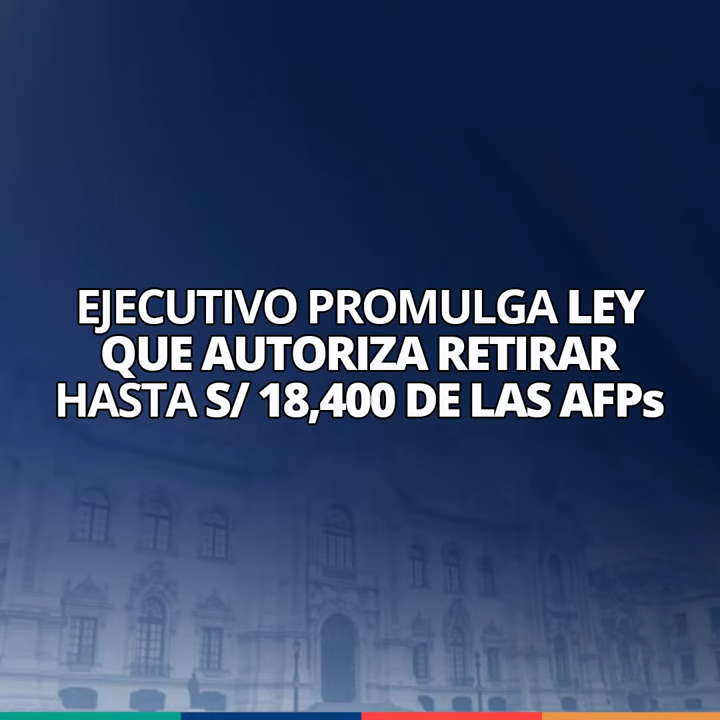 EJECUTIVO PROMULGA LEY
QUE AUTORIZA RETIRAR
HASTA S/ 18,400 DE LAS AFPs